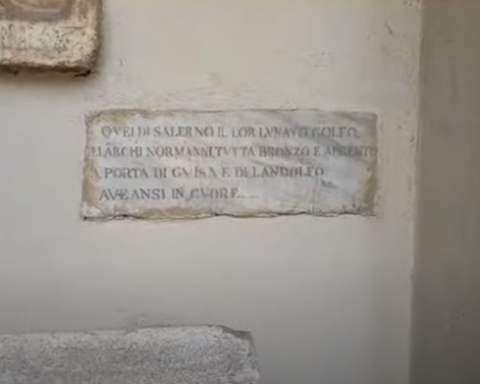 QVEI DI SALERNO IL LOR LVNATO GOLFO,
GLI ARCHI NORMANNI, TVTTA BRONZO E ARGENTO
A PORTA DI GVISA E DI LANDOLFO
AVEANSI IN CVORE.....